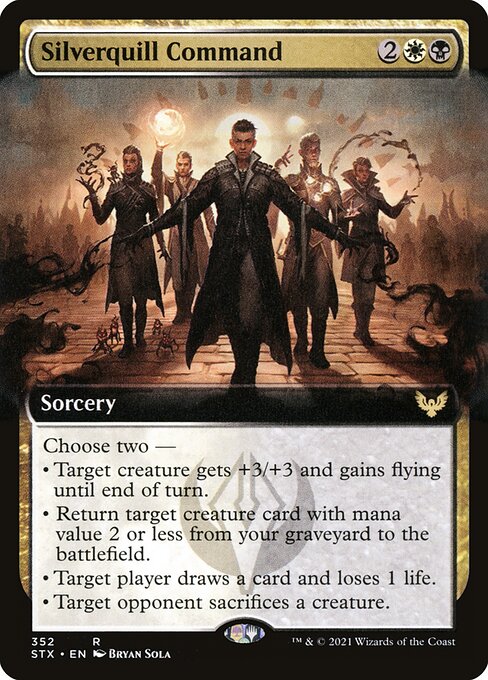 Silverquill Command 2
Sorcery
Choose two —
• Target creature gets +3/+3 and gains flying
until end of turn.
• Return target creature card with mana
value 2 or less from your graveyard to the
battlefield.
• Target player draws a card and loses 1 life.
• Target opponent sacrifices a creature.
352 R
STX • EN Bryan Sola
™ & © 2021 Wizards of the Coast